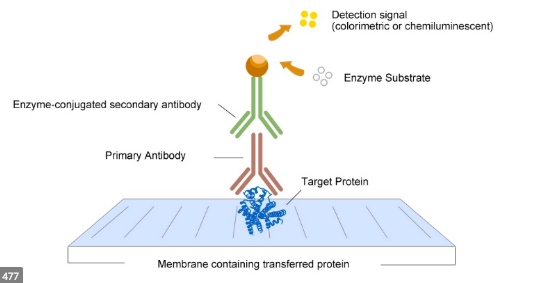 Detection signal
(colorimetric or chemiluminescent)
Enzyme Substrate
Enzyme-conjugated secondary antibody
Primary Antibody
Target Protein
Membrane containing transferred protein
477